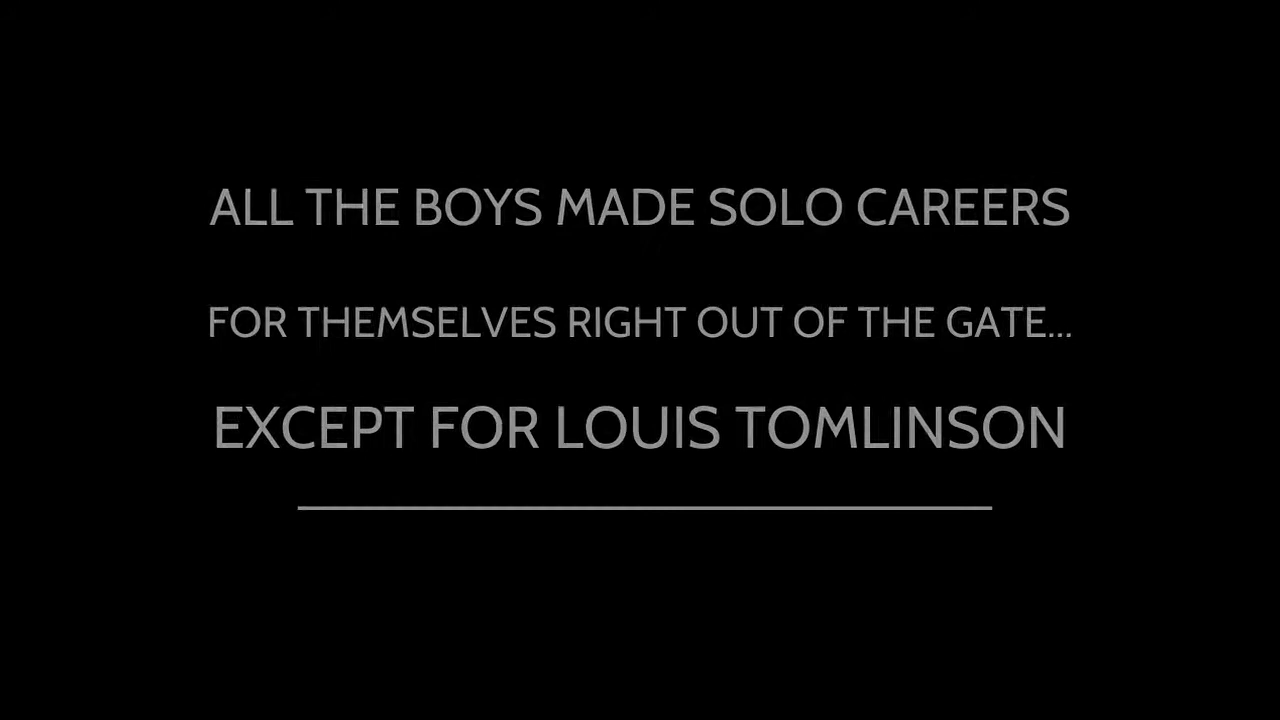 ALL THE BOYS MADE SOLO CAREERS
FOR THEMSELVES RIGHT OUT OF THE GATE...
EXCEPT FOR LOUIS TOMLINSON